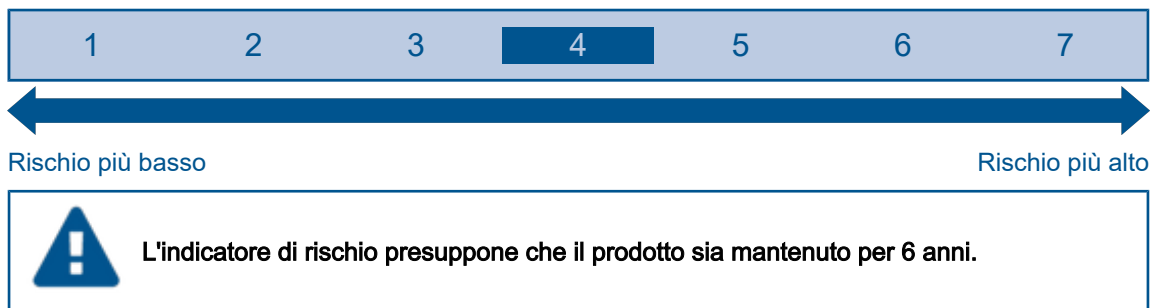 1 2 3 4 5 6 7
Rischio più basso Rischio più alto
L'indicatore di rischio presuppone che il prodotto sia mantenuto per 6 anni.